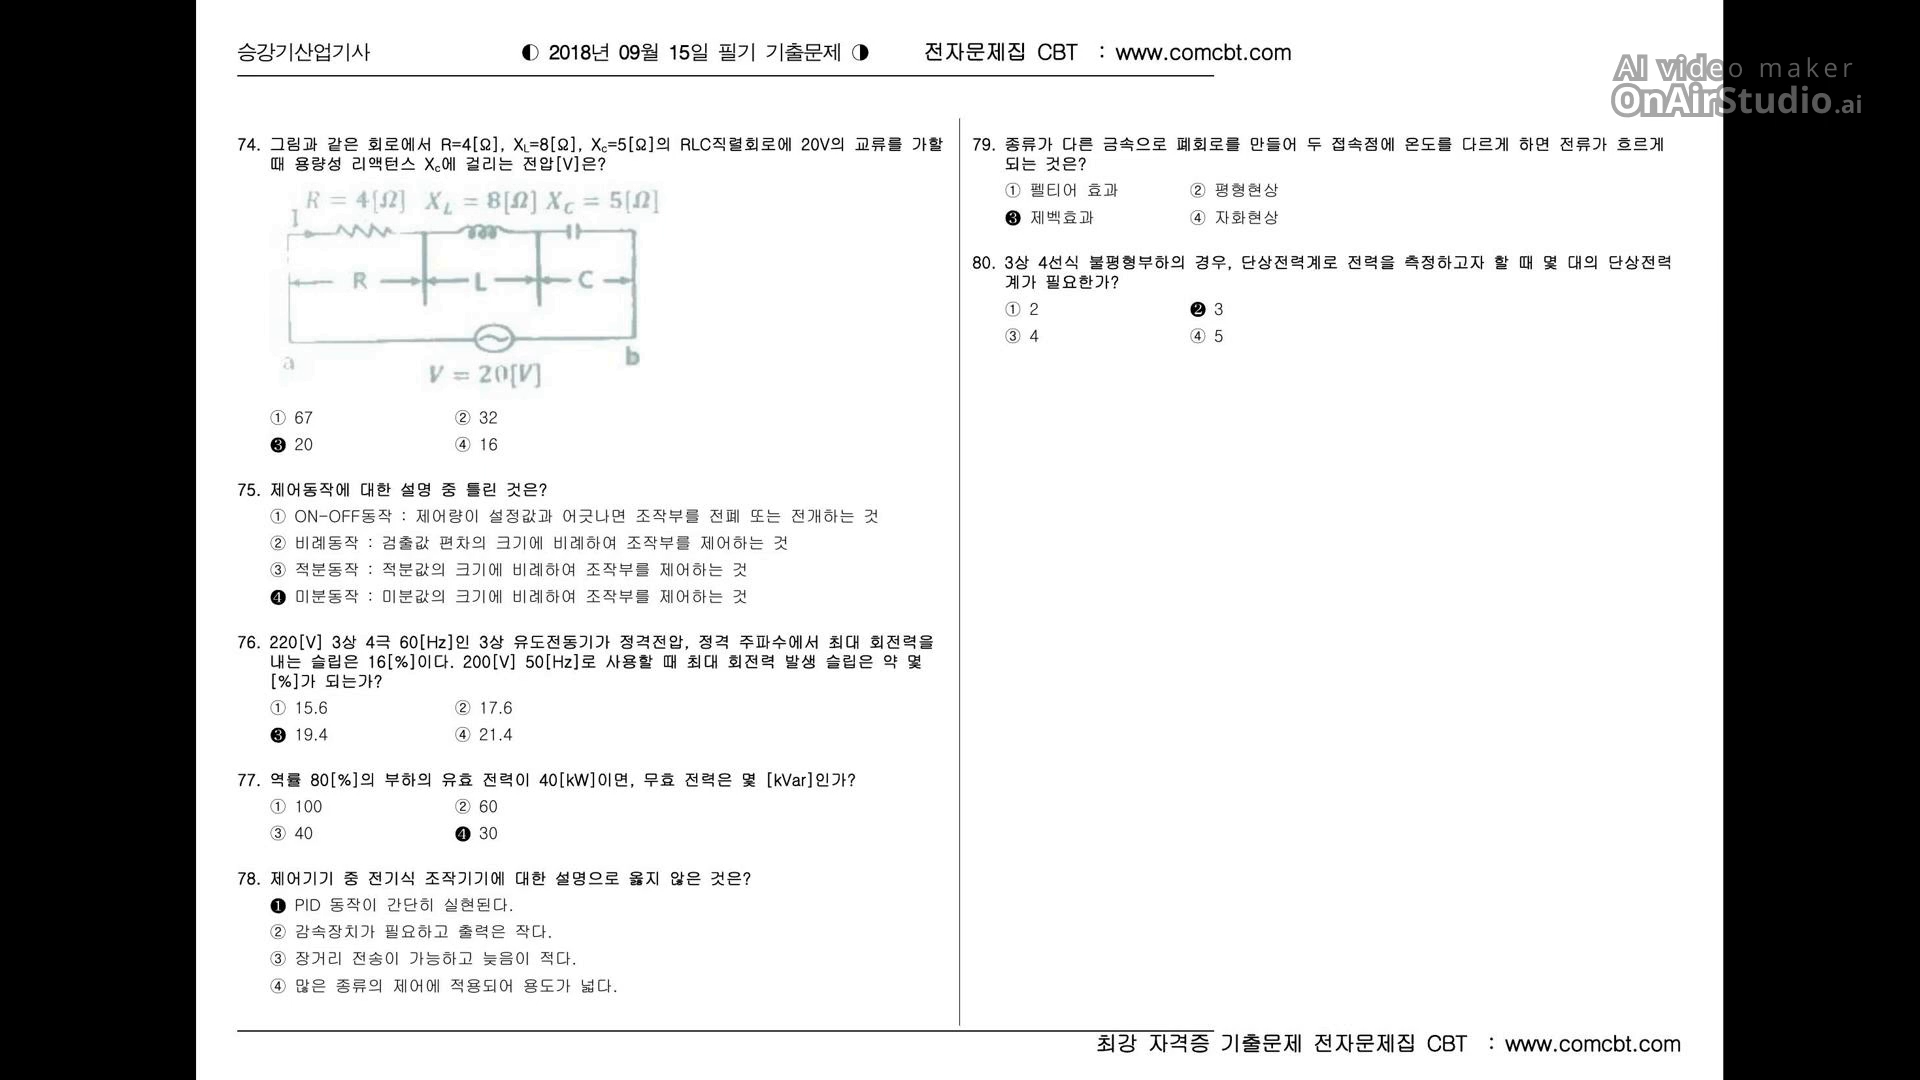 승강기산업기사 ◐ 2018년 09월 15일 필기 기출문제 ◑ 전자문제집 CBT : www.comcbt.com
AI video maker
OnAirStudio.ai
74. 그림과 같은 회로에서 R=4[Ω], XL=8[Ω], Xc=5[Ω]의 RLC직렬회로에 20V의 교류를 가할
때 용량성 리액턴스 Xc에 걸리는 전압[V]은?
R = 4[Ω] XL = 8[Ω] XC = 5[Ω]
I
R L C
a b
V = 20[V]
① 67 ② 32
❸ 20 ④ 16
75. 제어동작에 대한 설명 중 틀린 것은?
① ON-OFF동작 : 제어량이 설정값과 어긋나면 조작부를 전폐 또는 전개하는 것
② 비례동작 : 검출값 편차의 크기에 비례하여 조작부를 제어하는 것
③ 적분동작 : 적분값의 크기에 비례하여 조작부를 제어하는 것
❹ 미분동작 : 미분값의 크기에 비례하여 조작부를 제어하는 것
76. 220[V] 3상 4극 60[Hz]인 3상 유도전동기가 정격전압, 정격 주파수에서 최대 회전력을
내는 슬립은 16[%]이다. 200[V] 50[Hz]로 사용할 때 최대 회전력 발생 슬립은 약 몇
[%]가 되는가?
① 15.6 ② 17.6
❸ 19.4 ④ 21.4
77. 역률 80[%]의 부하의 유효 전력이 40[kW]이면, 무효 전력은 몇 [kVar]인가?
① 100 ② 60
③ 40 ❹ 30
78. 제어기기 중 전기식 조작기기에 대한 설명으로 옳지 않은 것은?
❶ PID 동작이 간단히 실현된다.
② 감속장치가 필요하고 출력은 작다.
③ 장거리 전송이 가능하고 늦음이 적다.
④ 많은 종류의 제어에 적용되어 용도가 넓다.
79. 종류가 다른 금속으로 폐회로를 만들어 두 접속점에 온도를 다르게 하면 전류가 흐르게
되는 것은?
① 펠티어 효과 ② 평형현상
❸ 제벡효과 ④ 자화현상
80. 3상 4선식 불평형부하의 경우, 단상전력계로 전력을 측정하고자 할 때 몇 대의 단상전력
계가 필요한가?
① 2 ❷ 3
③ 4 ④ 5
최강 자격증 기출문제 전자문제집 CBT : www.comcbt.com